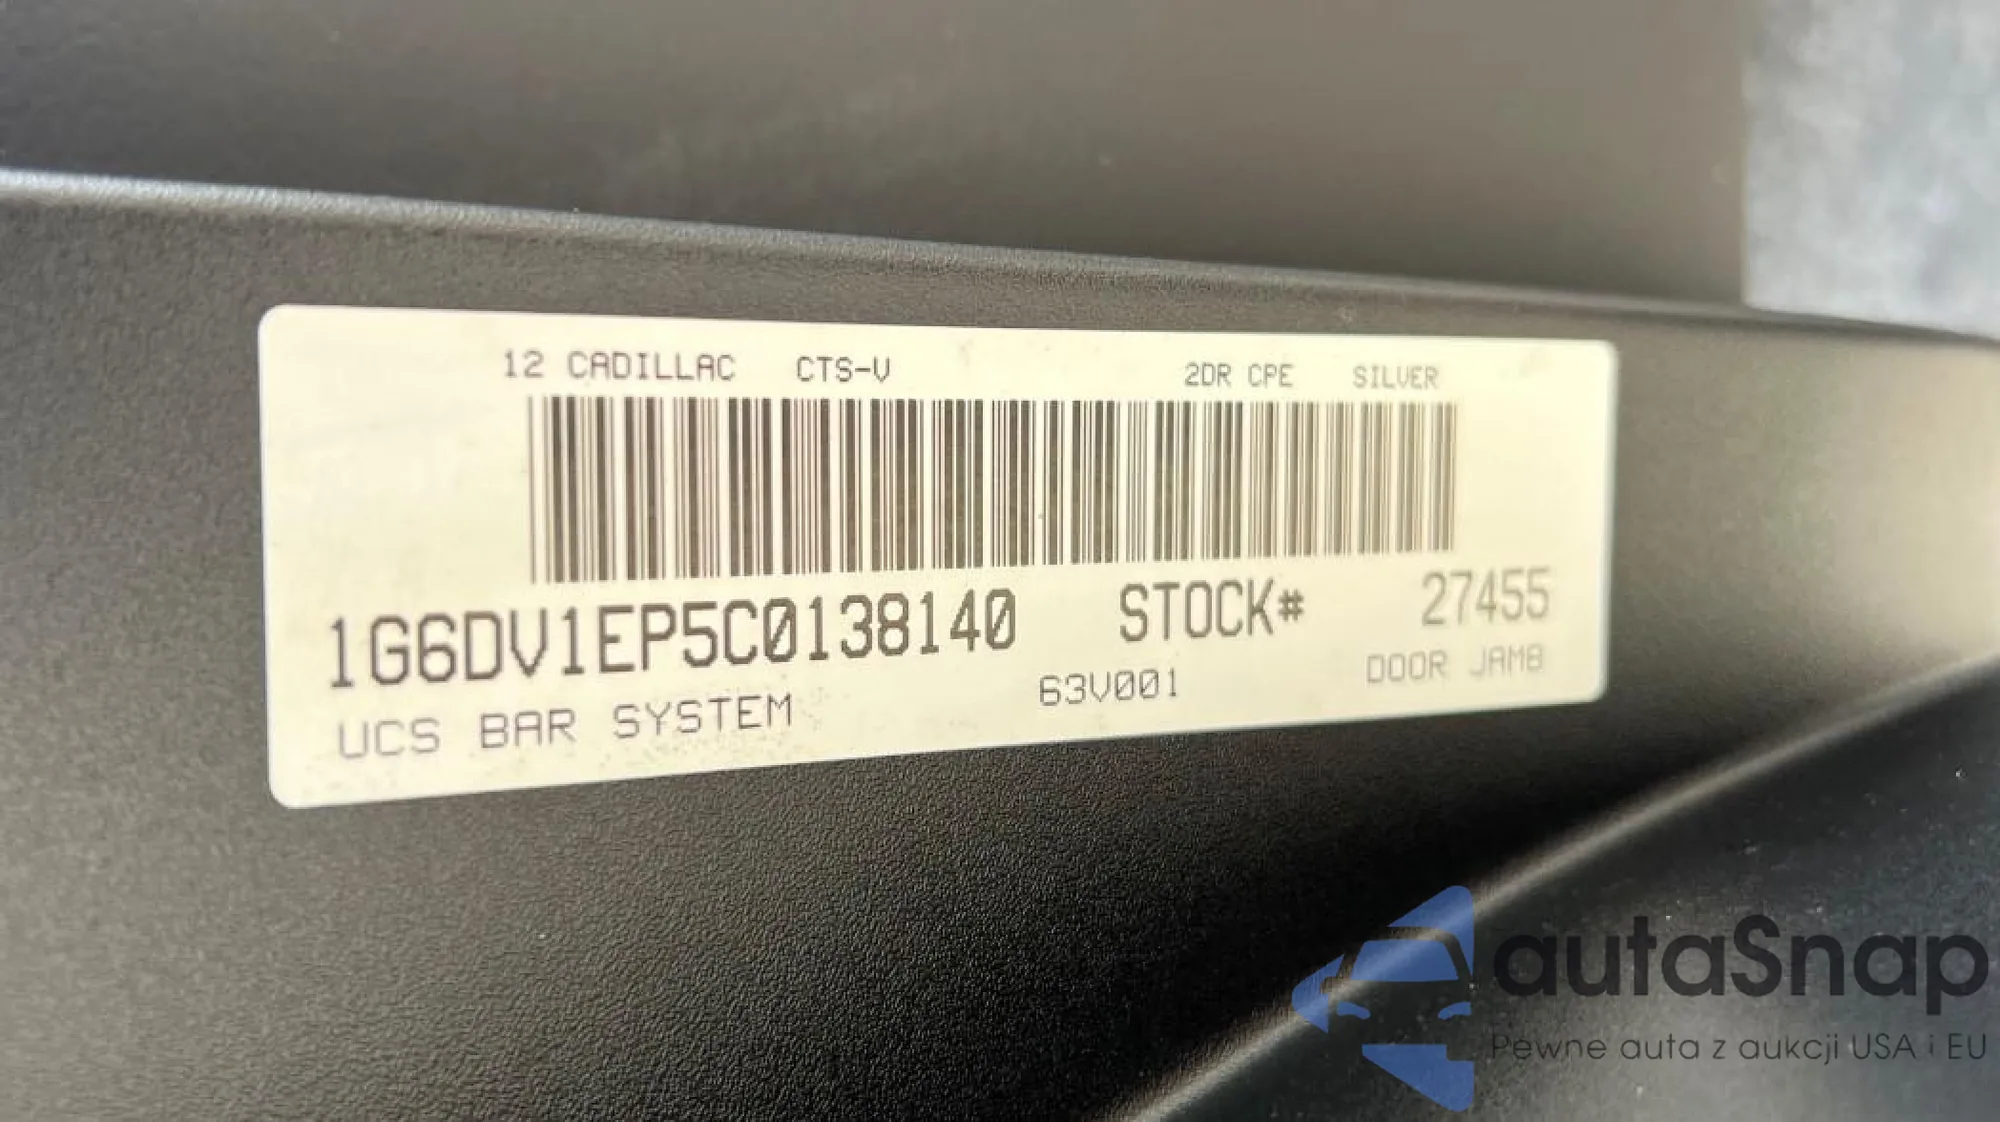 12 CADILLAC CTS-V 2DR CPE SILVER
1G6DV1EP5C0138140 STOCK# 27455
UCS BAR SYSTEM 63V001 DOOR JAMB
autaSnap
Pewne auta z aukcji USA i EU